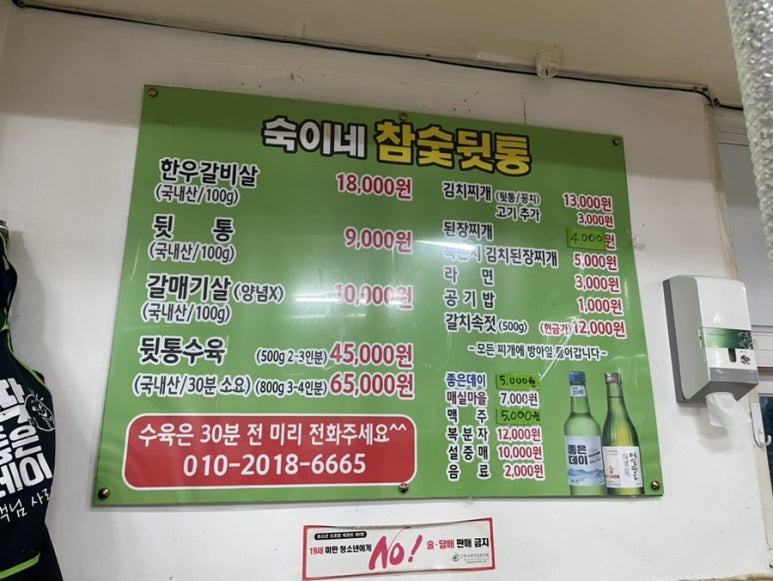 숙이네 참숯뒷통
한우갈비살 18,000원
(국내산/100g)
뒷 통 9,000원
(국내산/100g)
갈매기살 (양념X) 10,000원
(국내산/100g)
뒷통수육 (500g 2-3인분) 45,000원
(국내산/30분 소요) (800g 3-4인분) 65,000원
수육은 30분 전 미리 전화주세요^^
010-2018-6665
김치찌개 (뒷통/꽁치) 13,000원
고기 추가 3,000원
된장찌개 4,000원
김치된장찌개 5,000원
라 면 3,000원
공 기 밥 1,000원
갈치속젓 (500g) (현금가) 12,000원
- 모든 찌개에 방아잎 들어갑니다 -
좋은데이 5,000원
매실마을 7,000원
맥 주 5,000원
복 분 자 12,000원
설 중 매 10,000원
음 료 2,000원
좋은
데이
19세 미만 청소년에게 NO! 술·담배 판매 금지
좋은
데이